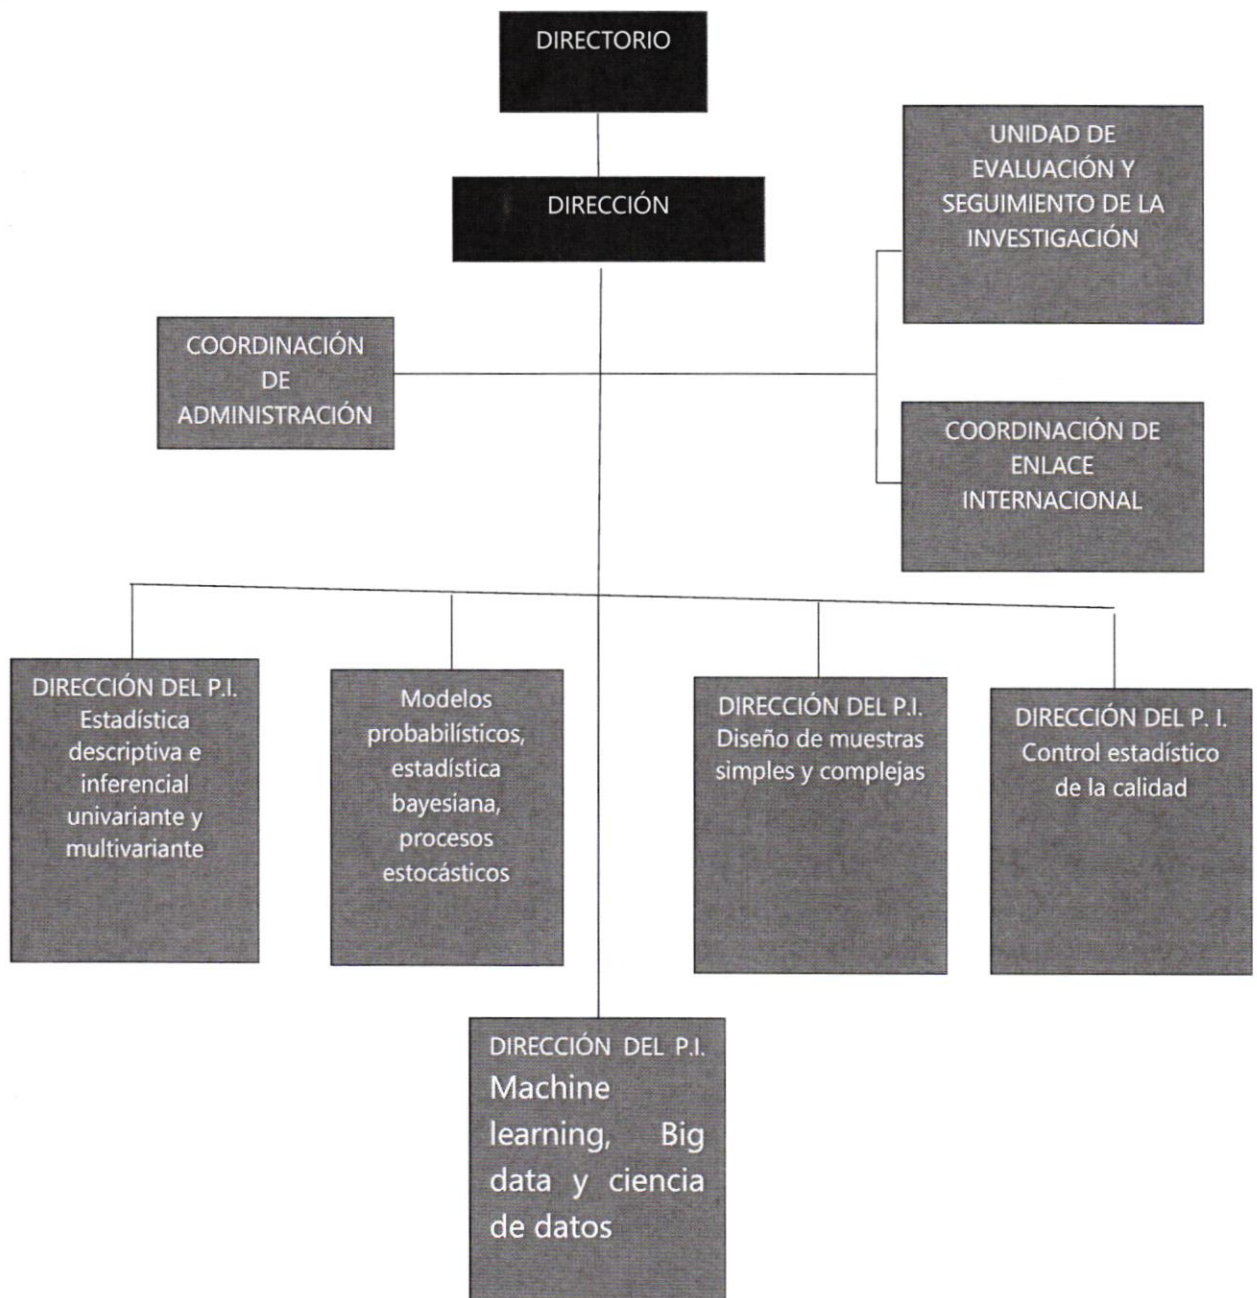 DIRECTORIO
DIRECCIÓN
UNIDAD DE
EVALUACIÓN Y
SEGUIMIENTO DE LA
INVESTIGACIÓN
COORDINACIÓN
DE
ADMINISTRACIÓN
COORDINACIÓN DE
ENLACE
INTERNACIONAL
DIRECCIÓN DEL P.I.
Estadística
descriptiva e
inferencial
univariante y
multivariante
Modelos
probabilísticos,
estadística
bayesiana,
procesos
estocásticos
DIRECCIÓN DEL P.I.
Diseño de muestras
simples y complejas
DIRECCIÓN DEL P. I.
Control estadístico
de la calidad
DIRECCIÓN DEL P.I.
Machine
learning, Big
data y ciencia
de datos